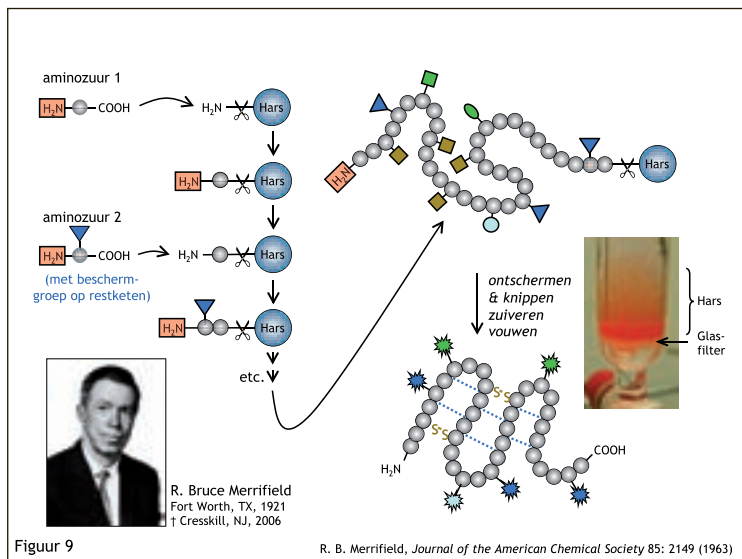 aminozuur 1
H₂N COOH
H₂N Hars
H₂N Hars
aminozuur 2
H₂N COOH
(met bescherm-
groep op restketen)
H₂N Hars
H₂N Hars
etc.
H₂N Hars
ontschermen
& knippen
zuiveren
vouwen
Hars
Glas-
filter
S-S
S-S
H₂N
COOH
R. Bruce Merrifield
Fort Worth, TX, 1921
† Cresskill, NJ, 2006
Figuur 9
R. B. Merrifield, Journal of the American Chemical Society 85: 2149 (1963)